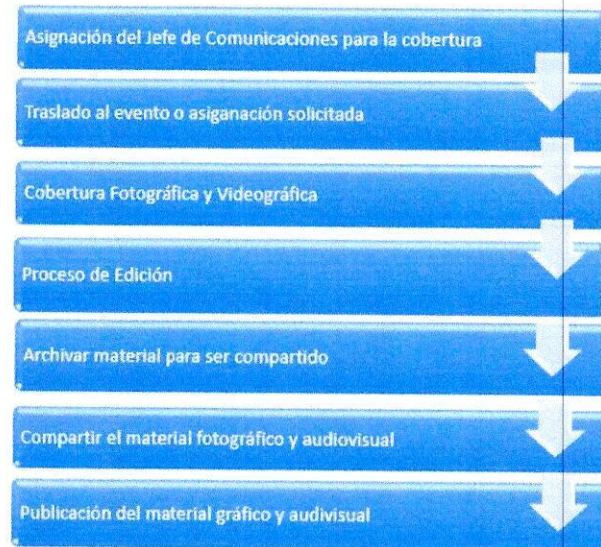 Asignación del Jefe de Comunicaciones para la cobertura
Traslado al evento o asiganación solicitada
Cobertura Fotográfica y Videográfica
Proceso de Edición
Archivar material para ser compartido
Compartir el material fotográfico y audiovisual
Publicación del material gráfico y audivisual